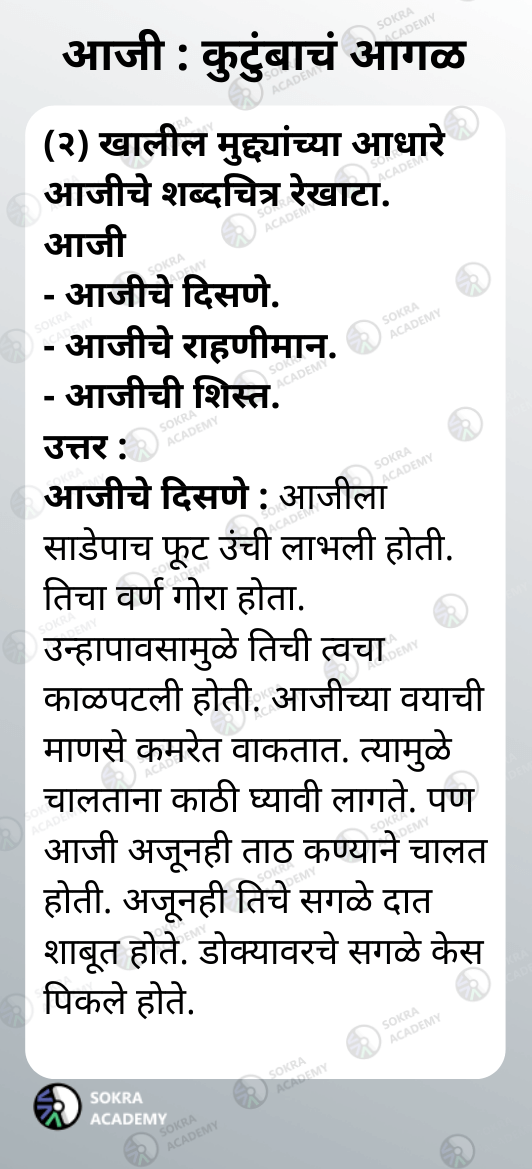 आजी : कुटुंबाचं आगळ
(२) खालील मुद्द्यांच्या आधारे
आजीचे शब्दचित्र रेखाटा.
आजी
- आजीचे दिसणे.
- आजीचे राहणीमान.
- आजीची शिस्त.
उत्तर :
आजीचे दिसणे : आजीला
साडेपाच फूट उंची लाभली होती.
तिचा वर्ण गोरा होता.
उन्हापावसामुळे तिची त्वचा
काळपटली होती. आजीच्या वयाची
माणसे कमरेत वाकतात. त्यामुळे
चालताना काठी घ्यावी लागते. पण
आजी अजूनही ताठ कण्याने चालत
होती. अजूनही तिचे सगळे दात
शाबूत होते. डोक्यावरचे सगळे केस
पिकले होते.
SOKRA
ACADEMY